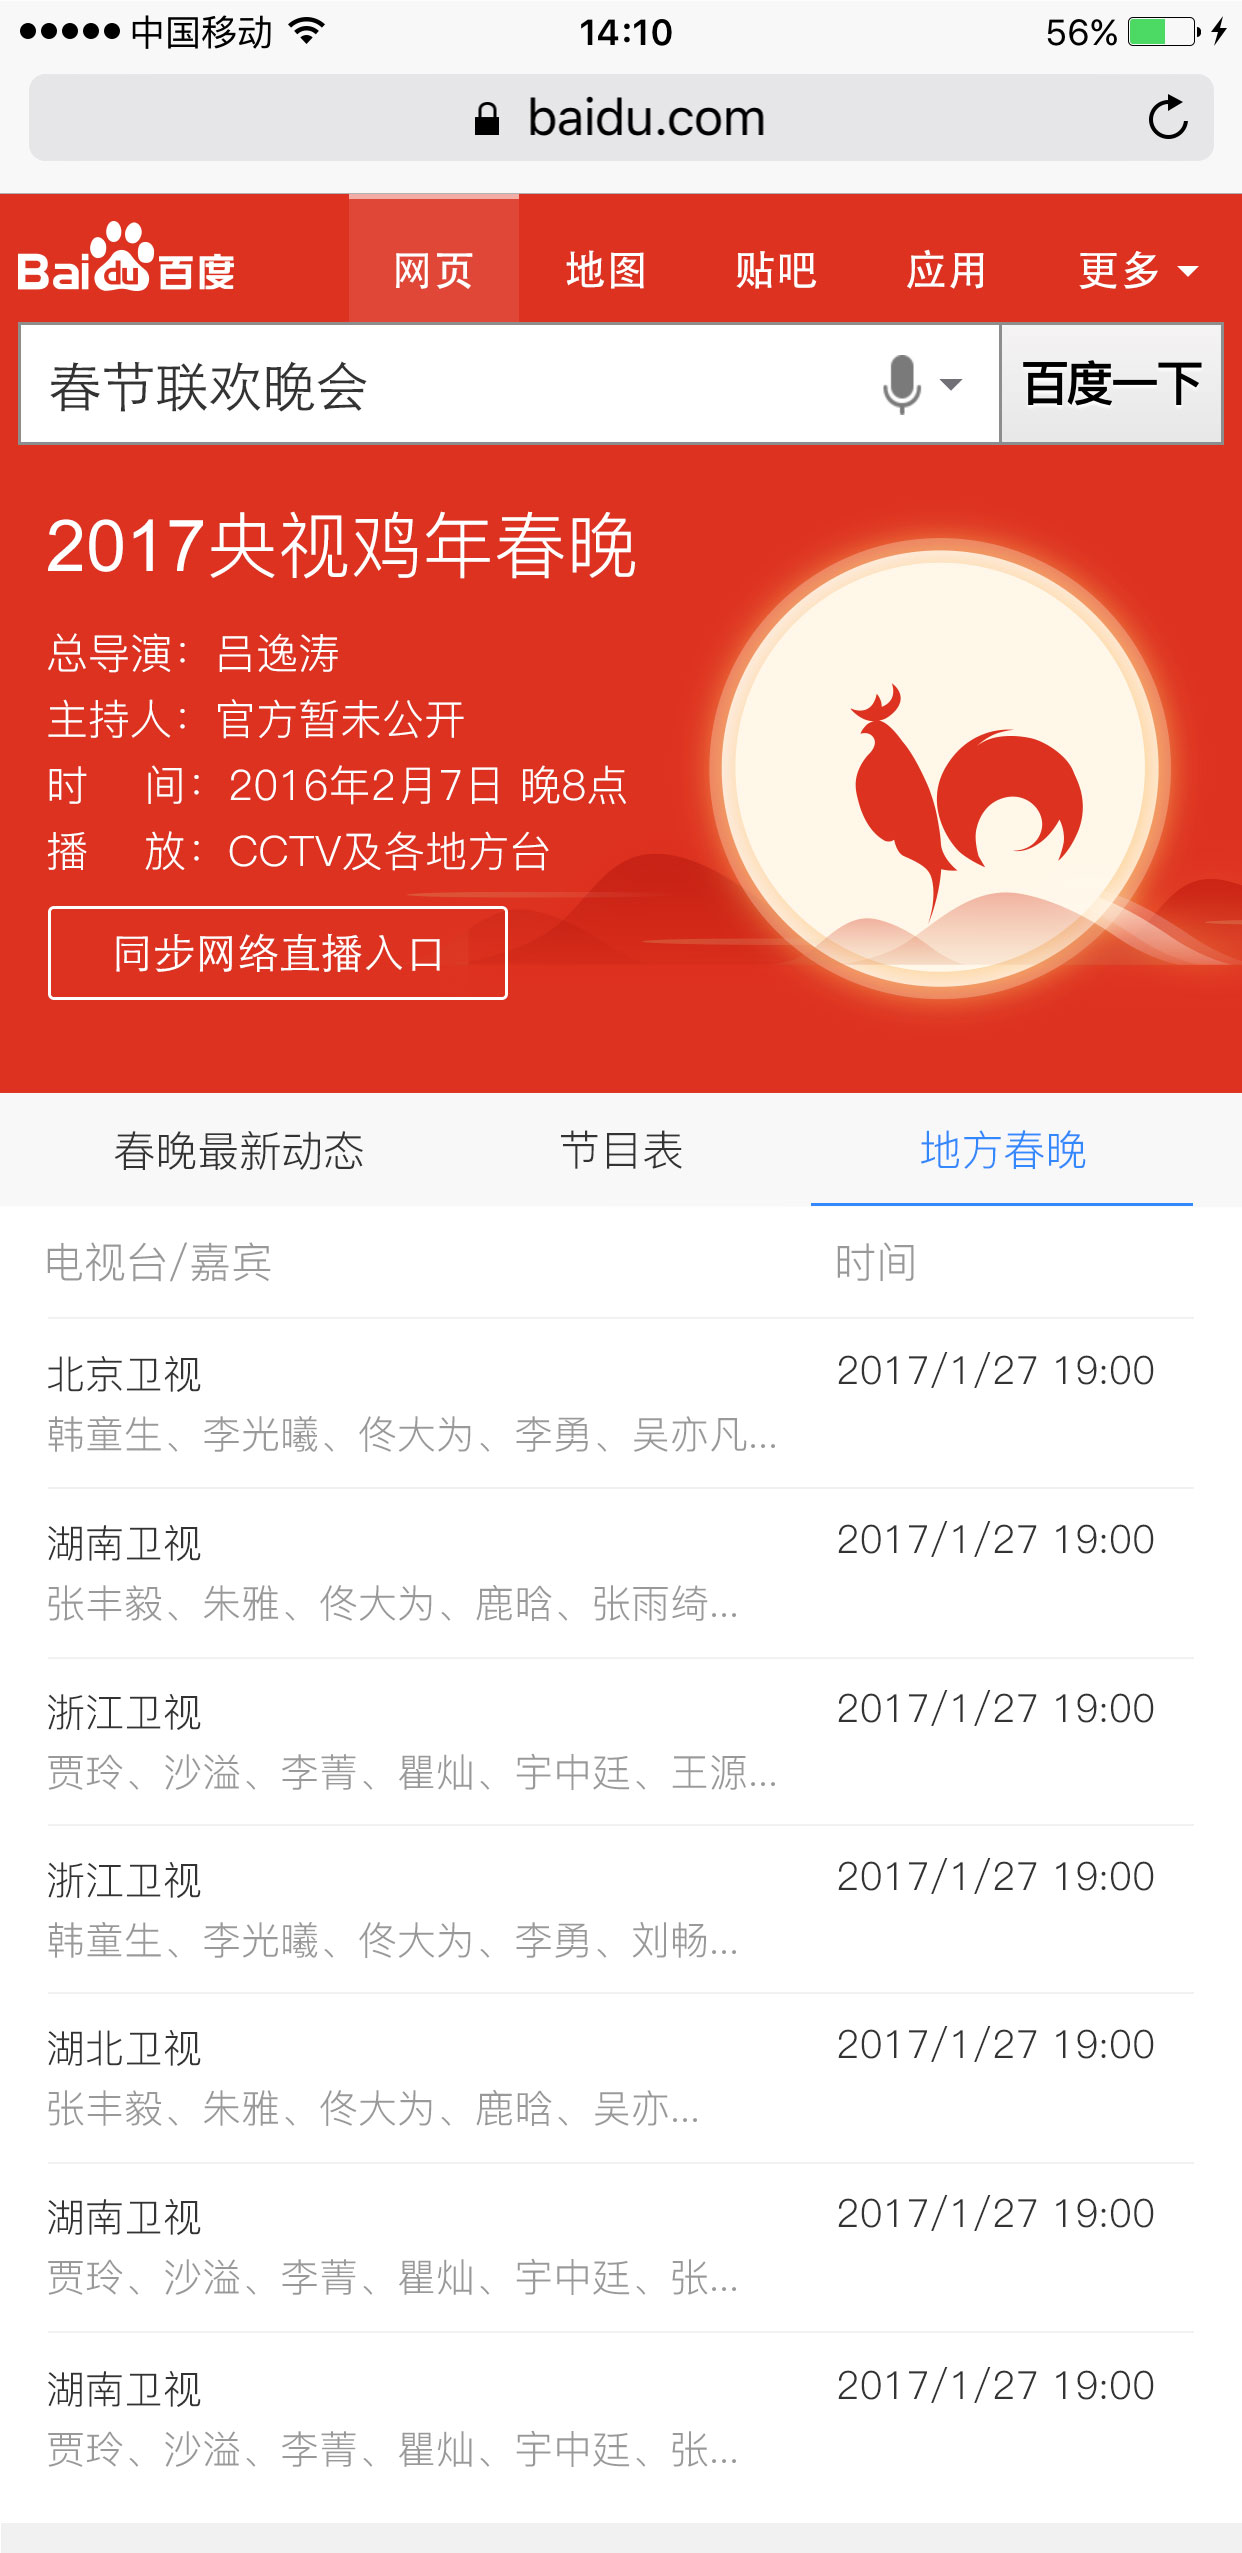 中国移动 14:10 56%
baidu.com
Bai du 百度 网页 地图 贴吧 应用 更多
春节联欢晚会 百度一下
2017央视鸡年春晚
总导演：吕逸涛
主持人：官方暂未公开
时 间：2016年2月7日 晚8点
播 放：CCTV及各地方台
同步网络直播入口
春晚最新动态 节目表 地方春晚
电视台/嘉宾 时间
北京卫视 2017/1/27 19:00
韩童生、李光曦、佟大为、李勇、吴亦凡...
湖南卫视 2017/1/27 19:00
张丰毅、朱雅、佟大为、鹿晗、张雨绮...
浙江卫视 2017/1/27 19:00
贾玲、沙溢、李菁、瞿灿、宇中廷、王源...
浙江卫视 2017/1/27 19:00
韩童生、李光曦、佟大为、李勇、刘畅...
湖北卫视 2017/1/27 19:00
张丰毅、朱雅、佟大为、鹿晗、吴亦...
湖南卫视 2017/1/27 19:00
贾玲、沙溢、李菁、瞿灿、宇中廷、张...
湖南卫视 2017/1/27 19:00
贾玲、沙溢、李菁、瞿灿、宇中廷、张...